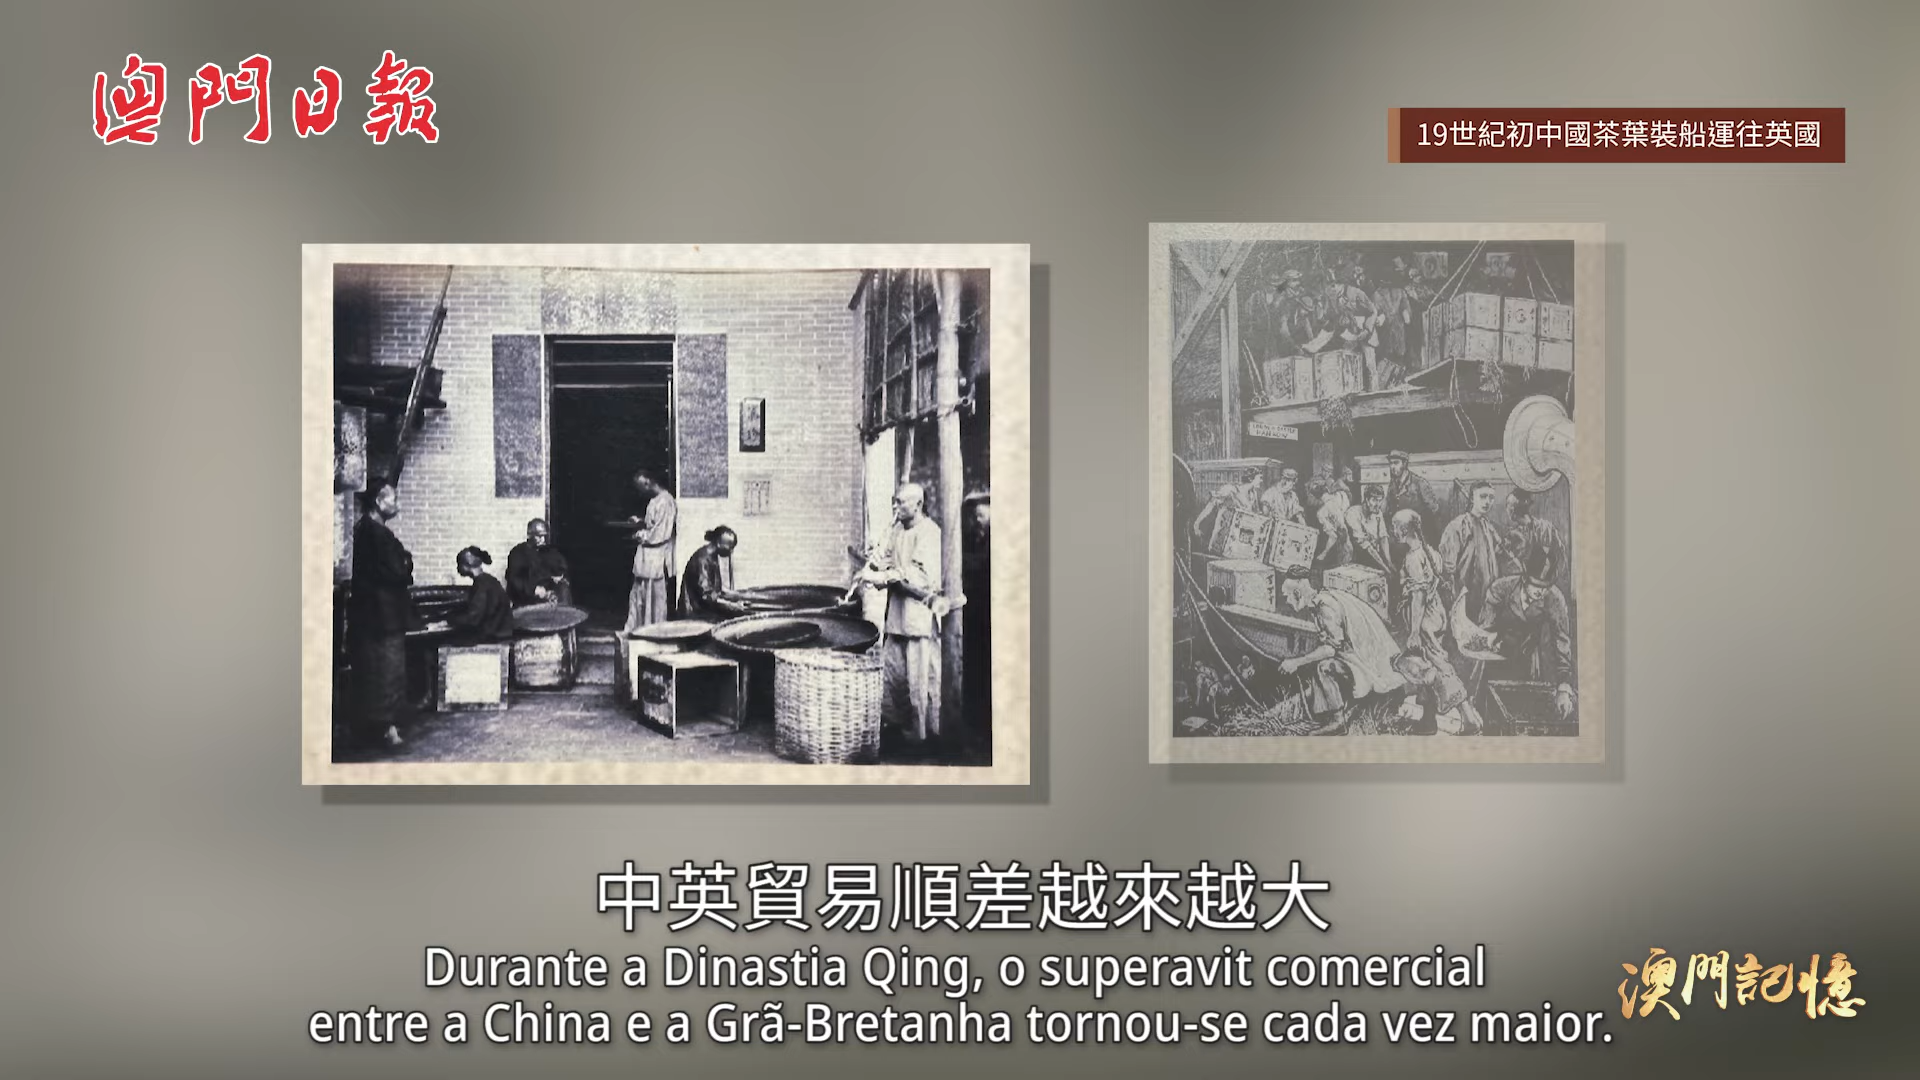 澳門日報
19世紀初中國茶葉裝船運往英國
中英貿易順差越來越大
Durante a Dinastia Qing, o superavit comercial
entre a China e a Grã-Bretanha tornou-se cada vez maior.
澳門記憶